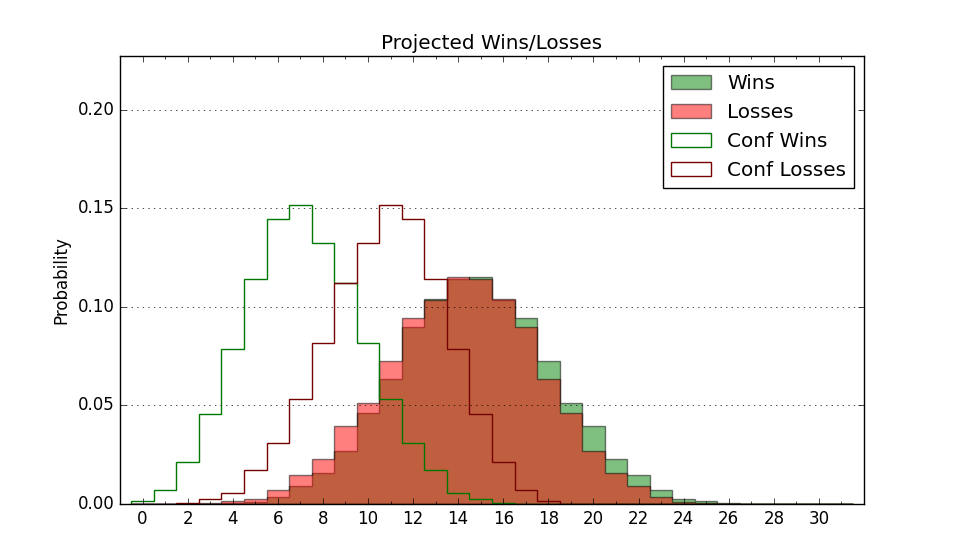 Projected Wins/Losses
Wins
Losses
Conf Wins
Conf Losses
Probability
0.20
0.15
0.10
0.05
0.00
0 2 4 6 8 10 12 14 16 18 20 22 24 26 28 30